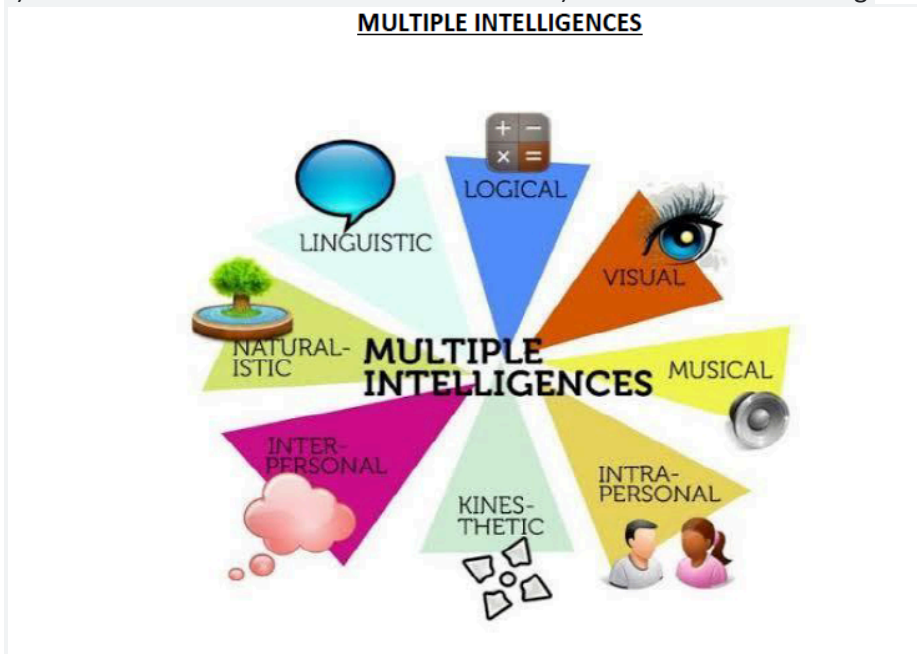 MULTIPLE INTELLIGENCES
LOGICAL
LINGUISTIC
VISUAL
NATURAL-
ISTIC
MULTIPLE
INTELLIGENCES
MUSICAL
INTER-
PERSONAL
KINES-
THETIC
INTRA-
PERSONAL